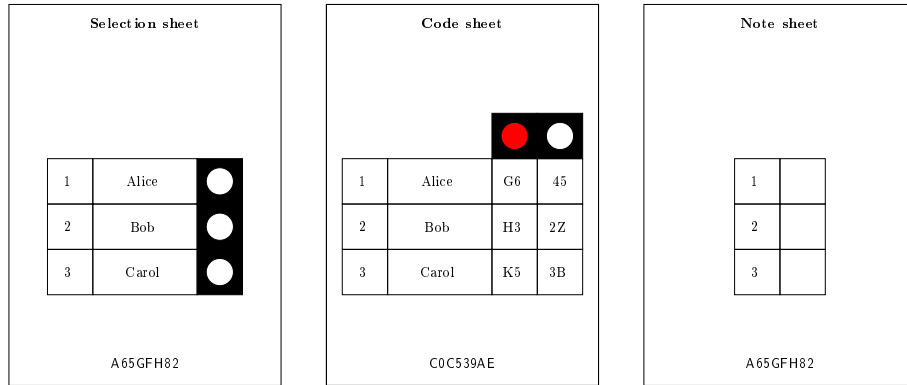 Selection sheet
1 Alice
2 Bob
3 Carol
A65GFH82
Code sheet
1 Alice G6 45
2 Bob H3 2Z
3 Carol K5 3B
C0C539AE
Note sheet
1
2
3
A65GFH82